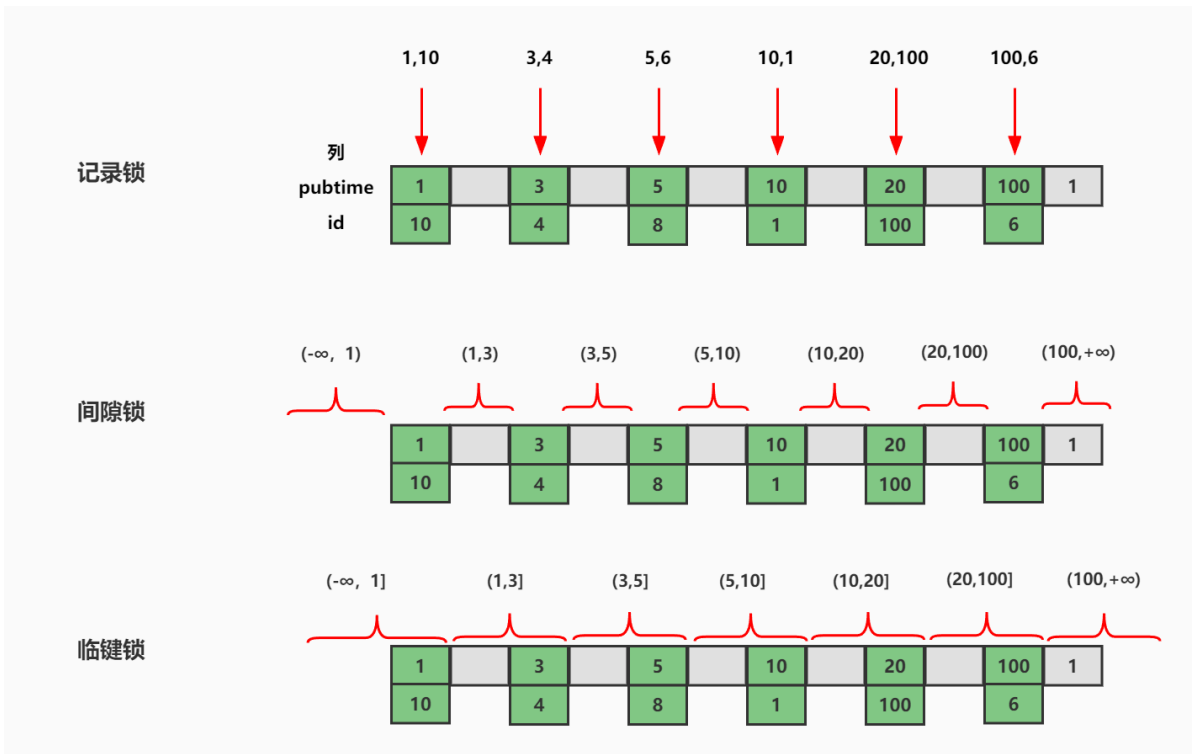 1,10 3,4 5,6 10,1 20,100 100,6
列
记录锁
pubtime 1 3 5 10 20 100 1
id 10 4 8 1 100 6
(-∞, 1) (1,3) (3,5) (5,10) (10,20) (20,100) (100,+∞)
间隙锁
1 3 5 10 20 100 1
10 4 8 1 100 6
(-∞, 1] (1,3] (3,5] (5,10] (10,20] (20,100] (100,+∞)
临键锁
1 3 5 10 20 100 1
10 4 8 1 100 6